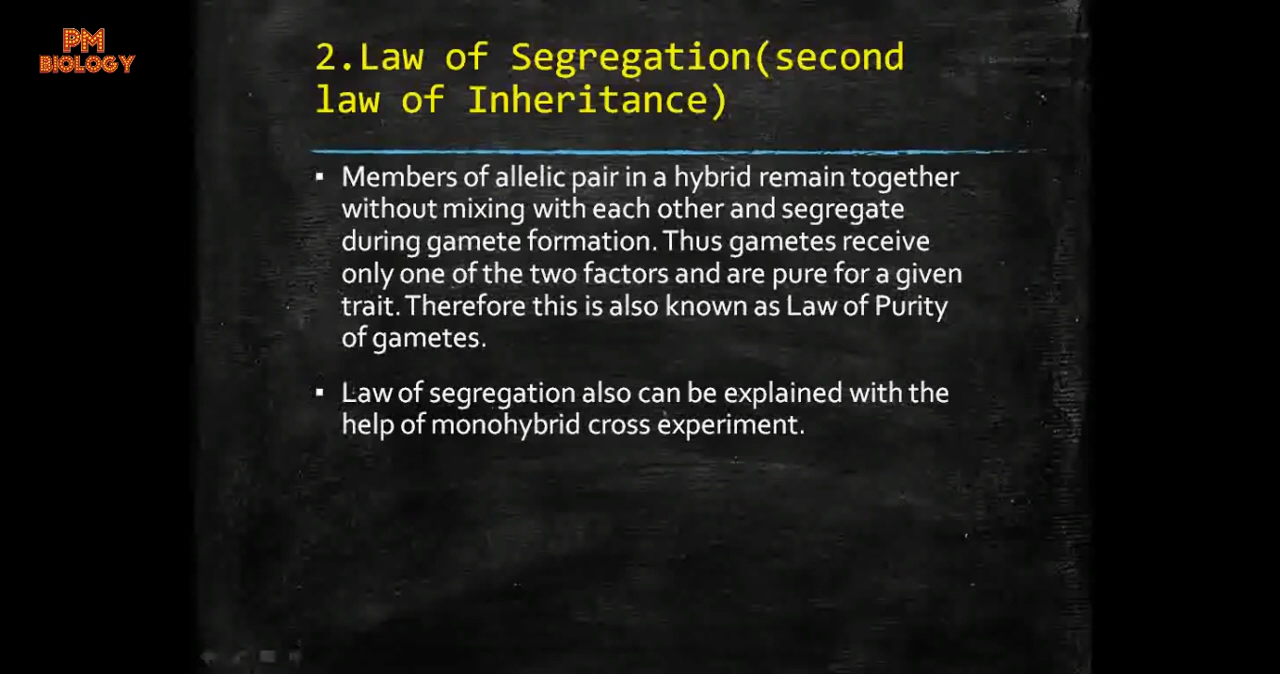 PM
BIOLOGY
2.Law of Segregation(second
law of Inheritance)
▪ Members of allelic pair in a hybrid remain together
without mixing with each other and segregate
during gamete formation. Thus gametes receive
only one of the two factors and are pure for a given
trait. Therefore this is also known as Law of Purity
of gametes.
▪ Law of segregation also can be explained with the
help of monohybrid cross experiment.